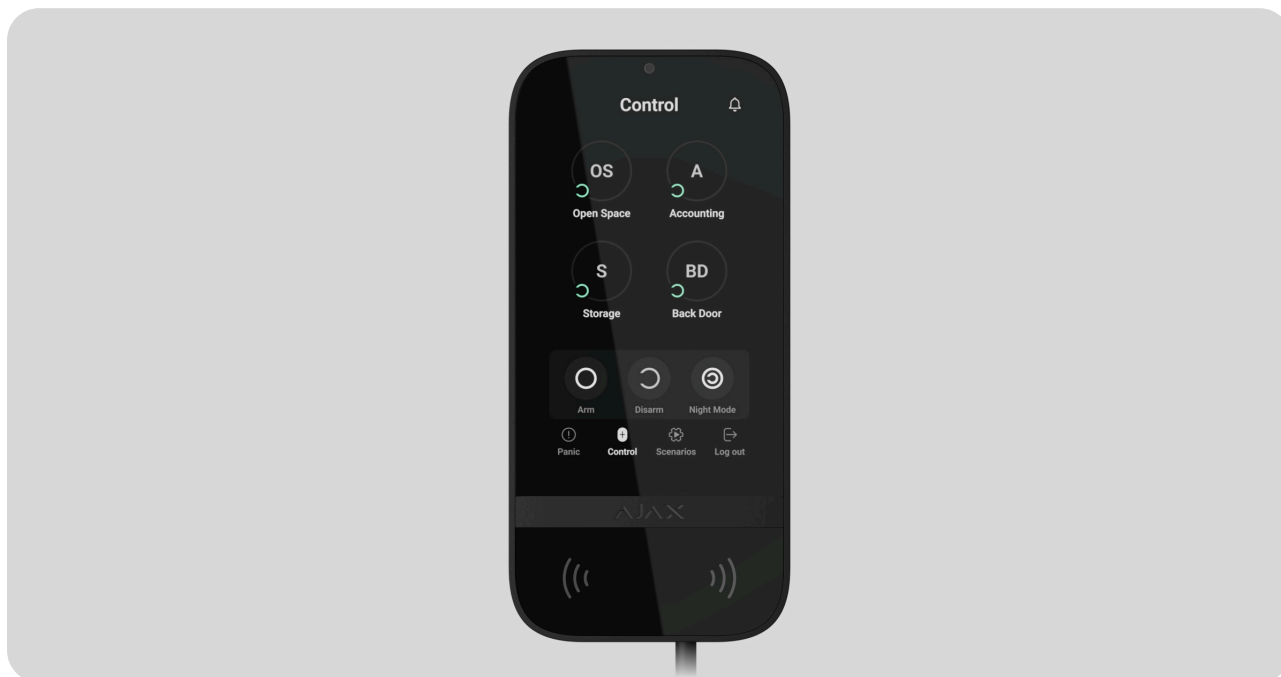 Control
OS
A
Open Space
Accounting
S
BD
Storage
Back Door
Arm
Disarm
Night Mode
Panic
Control
Scenarios
Log out
AJAX